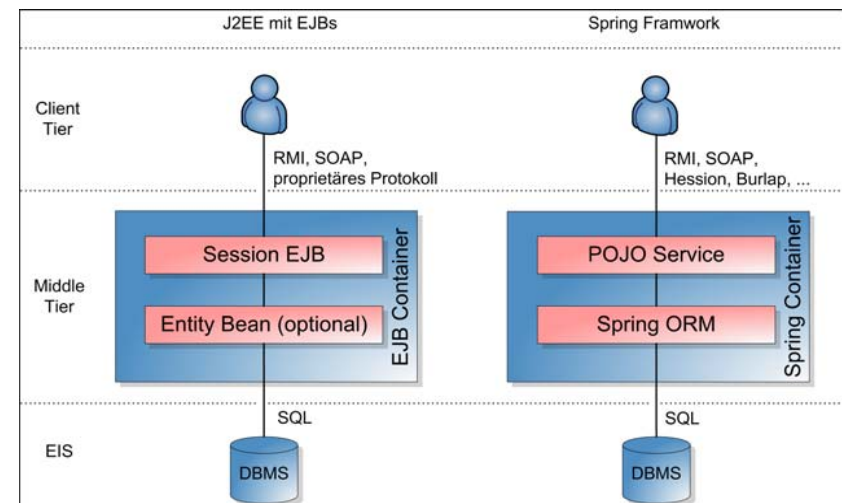 J2EE mit EJBs
Spring Framwork
Client
Tier
RMI, SOAP,
proprietäres Protokoll
RMI, SOAP,
Hession, Burlap, ...
Middle
Tier
Session EJB
Entity Bean (optional)
EJB Container
POJO Service
Spring ORM
Spring Container
EIS
SQL
DBMS
SQL
DBMS